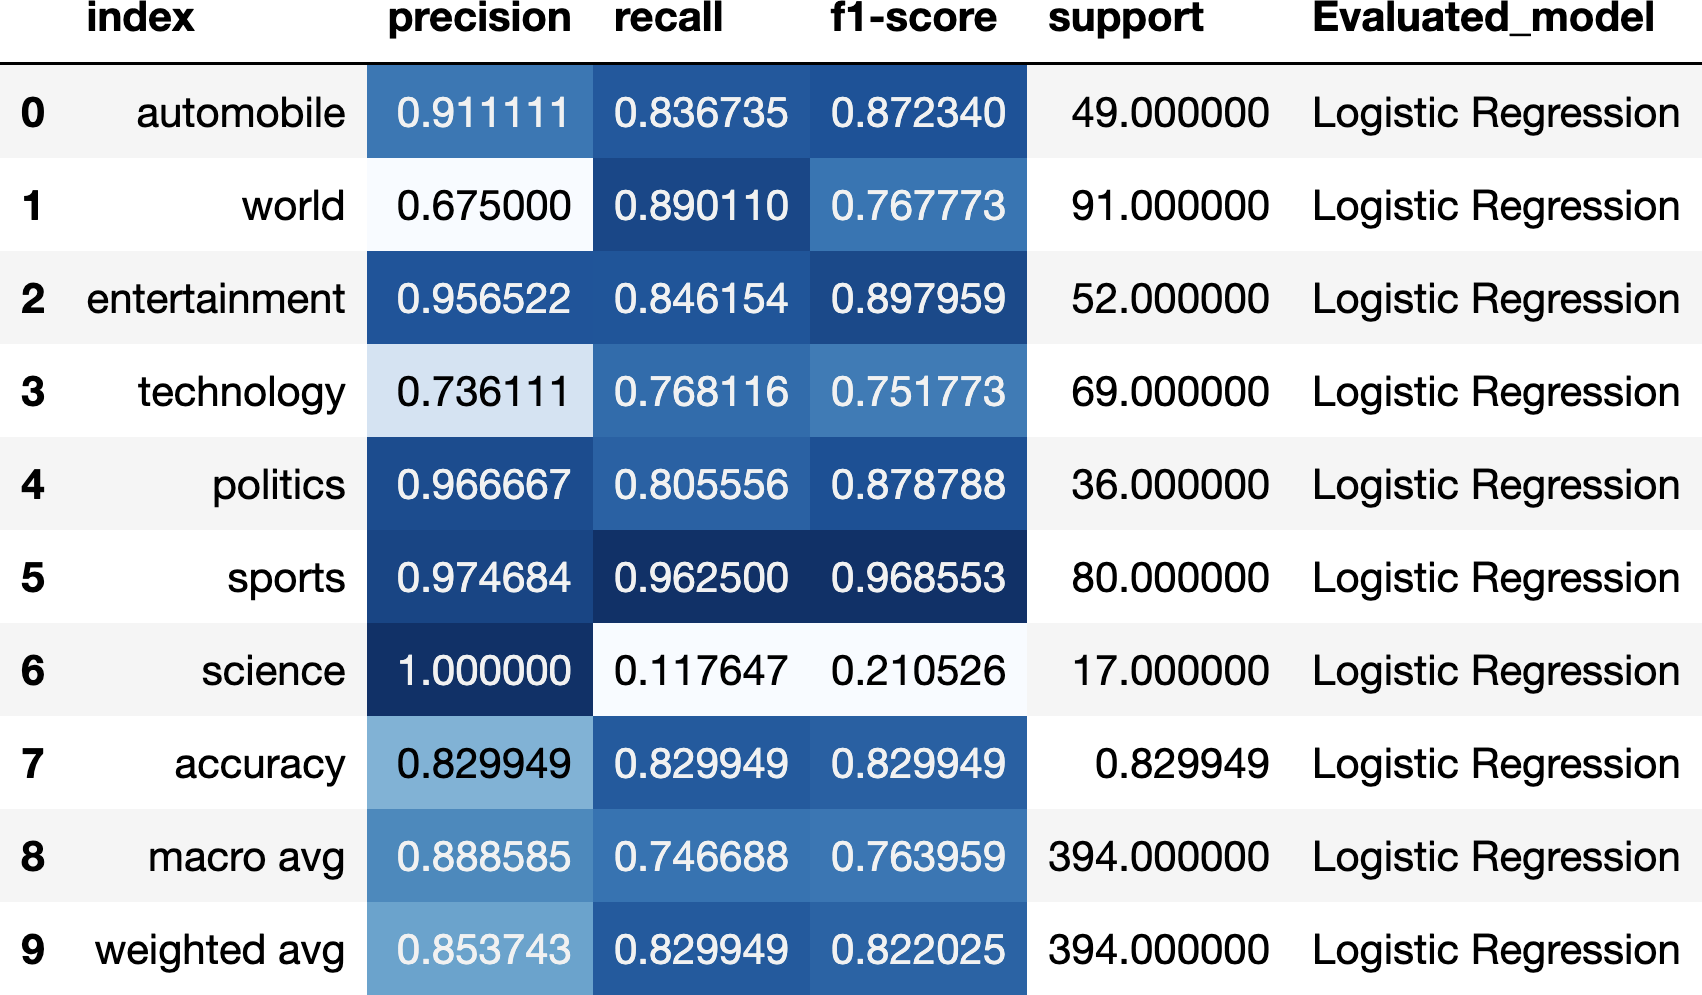 index precision recall f1-score support Evaluated_model
0 automobile 0.911111 0.836735 0.872340 49.000000 Logistic Regression
1 world 0.675000 0.890110 0.767773 91.000000 Logistic Regression
2 entertainment 0.956522 0.846154 0.897959 52.000000 Logistic Regression
3 technology 0.736111 0.768116 0.751773 69.000000 Logistic Regression
4 politics 0.966667 0.805556 0.878788 36.000000 Logistic Regression
5 sports 0.974684 0.962500 0.968553 80.000000 Logistic Regression
6 science 1.000000 0.117647 0.210526 17.000000 Logistic Regression
7 accuracy 0.829949 0.829949 0.829949 0.829949 Logistic Regression
8 macro avg 0.888585 0.746688 0.763959 394.000000 Logistic Regression
9 weighted avg 0.853743 0.829949 0.822025 394.000000 Logistic Regression